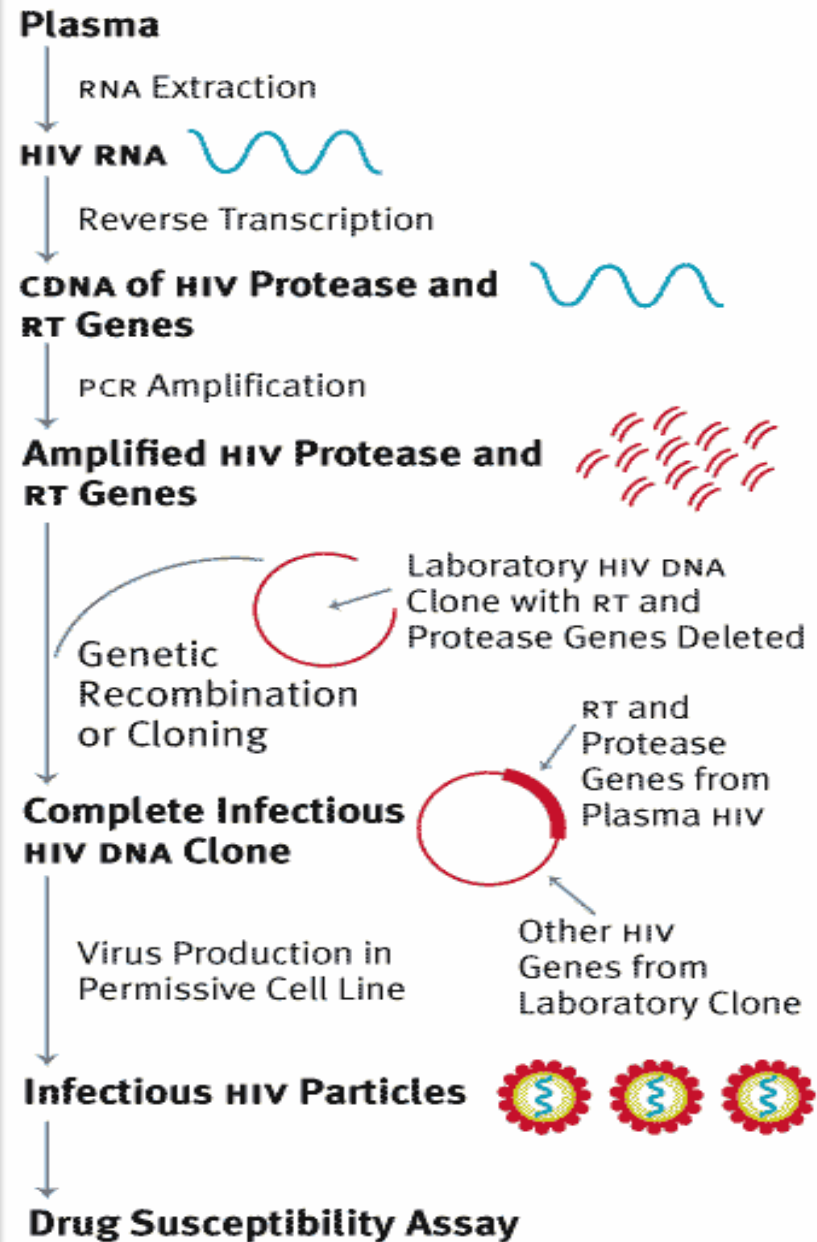 Plasma
RNA Extraction
HIV RNA
Reverse Transcription
CDNA of HIV Protease and
RT Genes
PCR Amplification
Amplified HIV Protease and
RT Genes
Laboratory HIV DNA
Clone with RT and
Protease Genes Deleted
Genetic
Recombination
or Cloning
RT and
Protease
Genes from
Plasma HIV
Complete Infectious
HIV DNA Clone
Other HIV
Genes from
Laboratory Clone
Virus Production in
Permissive Cell Line
Infectious HIV Particles
Drug Susceptibility Assay